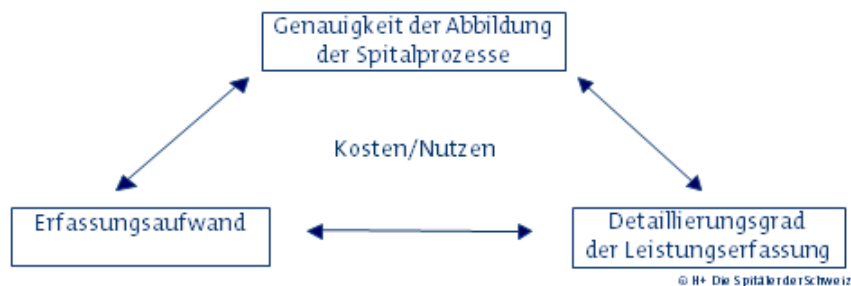 Genauigkeit der Abbildung
der Spitalprozesse
Kosten/Nutzen
Erfassungsaufwand
Detaillierungsgrad
der Leistungserfassung
© H+ Die Spitäler der Schweiz